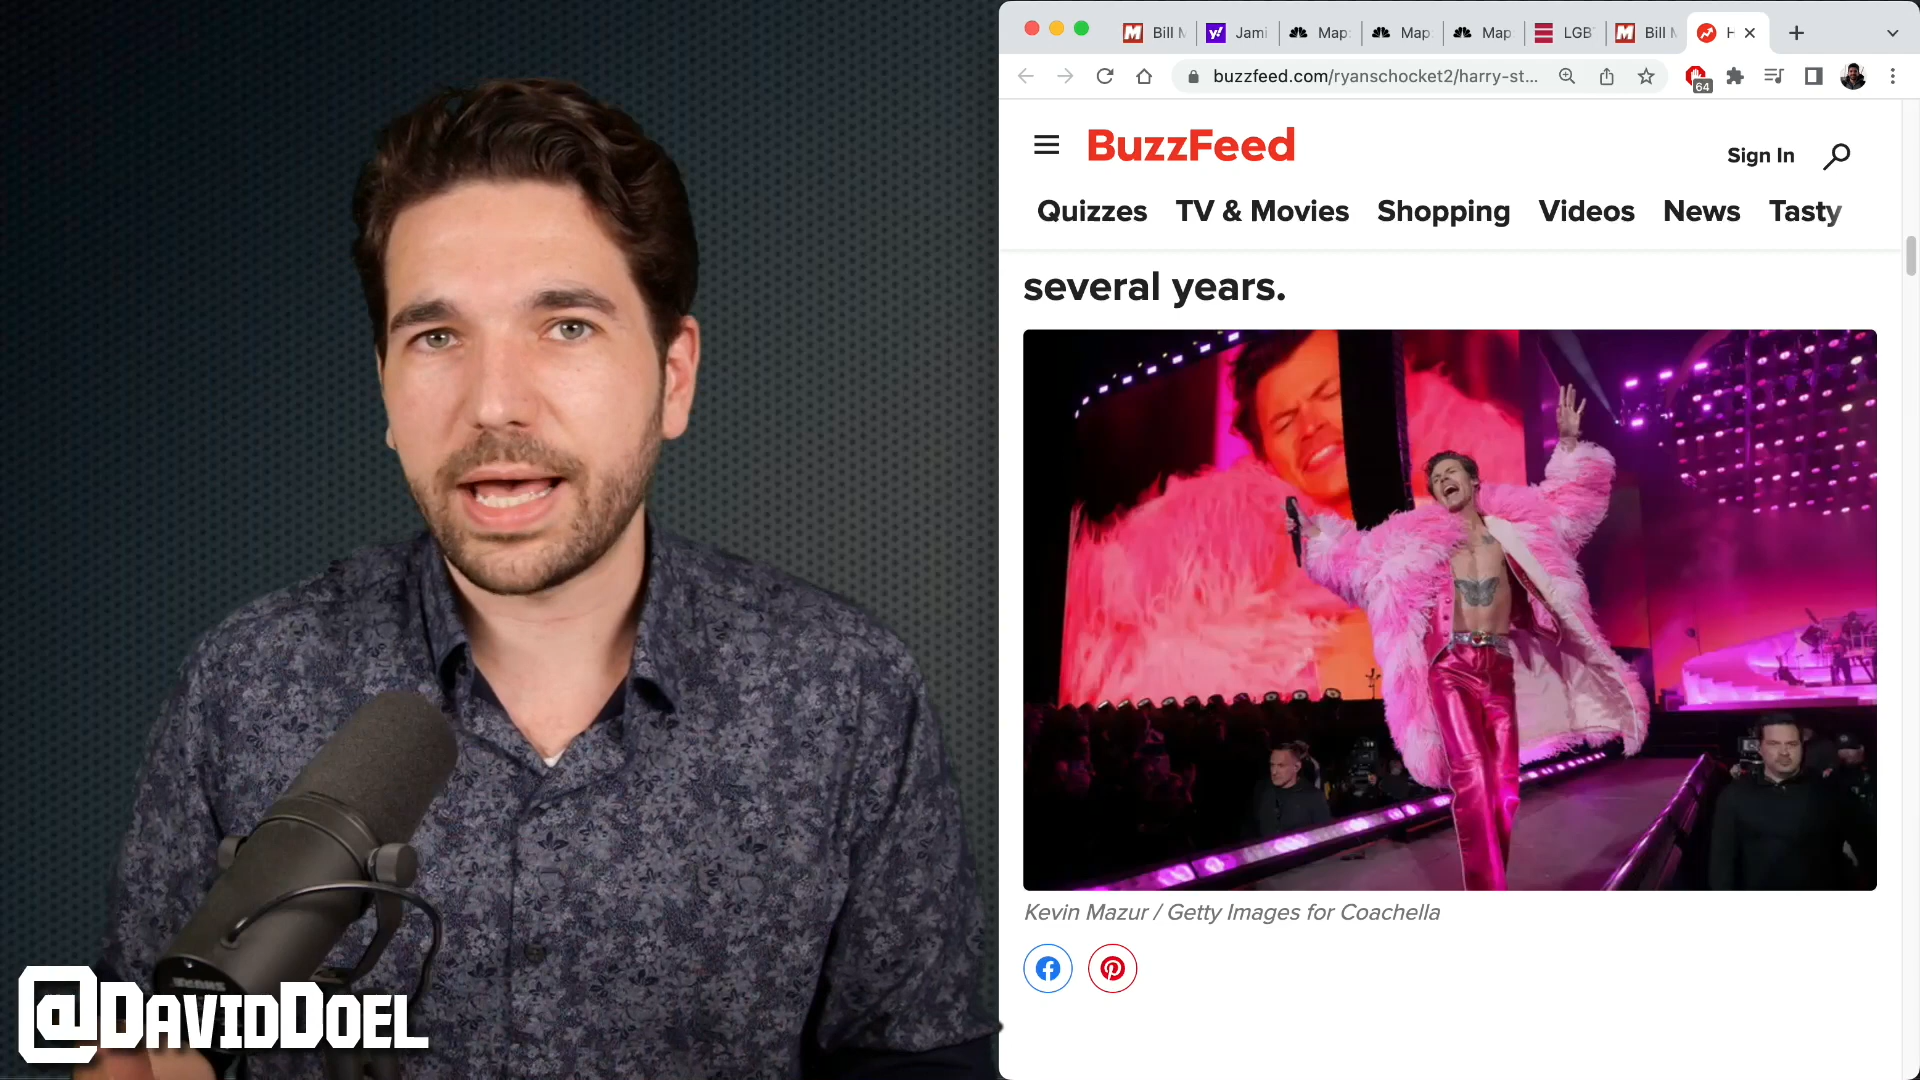 Bill M
Jami
Map:
Map:
Map:
LGBT
Bill M
H
buzzfeed.com/ryanschocket2/harry-st...
64
BuzzFeed
Sign In
Quizzes TV & Movies Shopping Videos News Tasty
several years.
Kevin Mazur / Getty Images for Coachella
@DAVIDDOEL